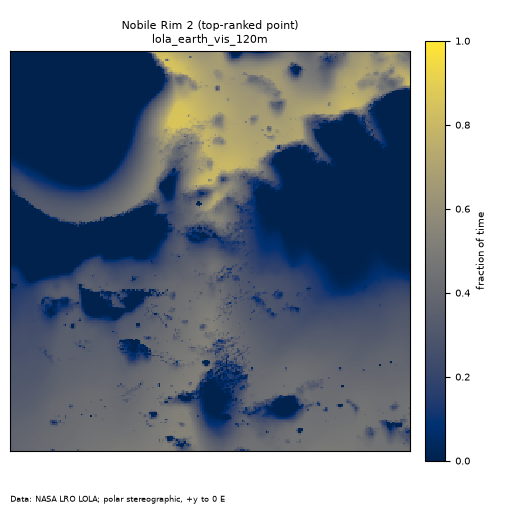 Nobile Rim 2 (top-ranked point)
lola_earth_vis_120m
1.0
0.8
0.6
0.4
0.2
0.0
fraction of time
Data: NASA LRO LOLA; polar stereographic, +y to 0 E